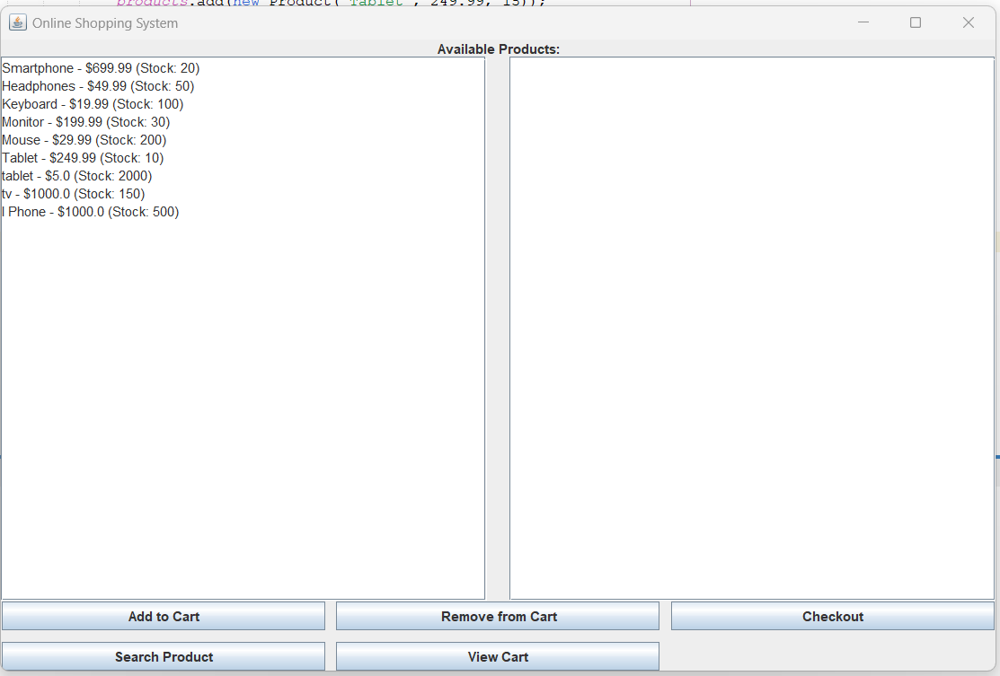 products.add(new Product("Tablet", 249.99, 15));
Online Shopping System
Available Products:
Smartphone - $699.99 (Stock: 20)
Headphones - $49.99 (Stock: 50)
Keyboard - $19.99 (Stock: 100)
Monitor - $199.99 (Stock: 30)
Mouse - $29.99 (Stock: 200)
Tablet - $249.99 (Stock: 10)
tablet - $5.0 (Stock: 2000)
tv - $1000.0 (Stock: 150)
I Phone - $1000.0 (Stock: 500)
Add to Cart
Remove from Cart
Checkout
Search Product
View Cart